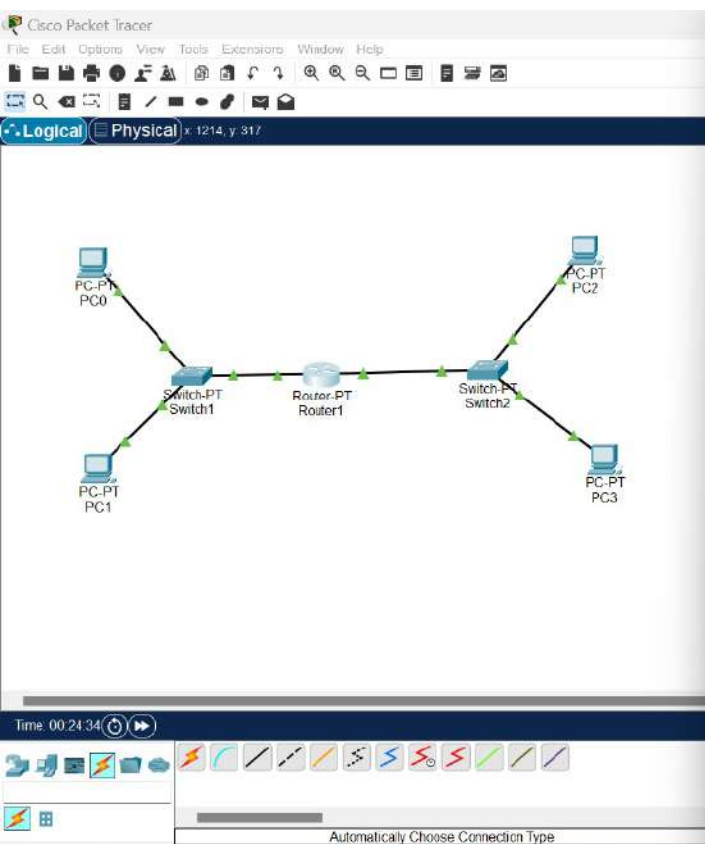 Cisco Packet Tracer
File Edit Options View Tools Extensions Window Help
Logical Physical x: 1214, y: 317
PC-PT
PC0
PC-PT
PC2
Switch-PT
Switch1
Router-PT
Router1
Switch-PT
Switch2
PC-PT
PC1
PC-PT
PC3
Time: 00:24:34
Automatically Choose Connection Type